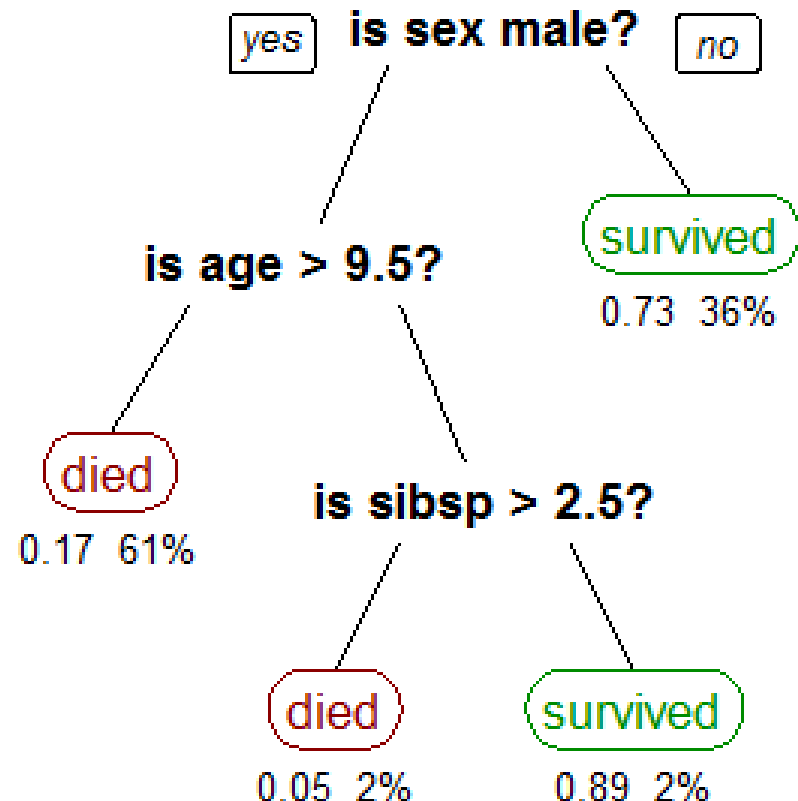 yes is sex male? no
survived
is age > 9.5?
0.73 36%
died
is sibsp > 2.5?
0.17 61%
died survived
0.05 2% 0.89 2%